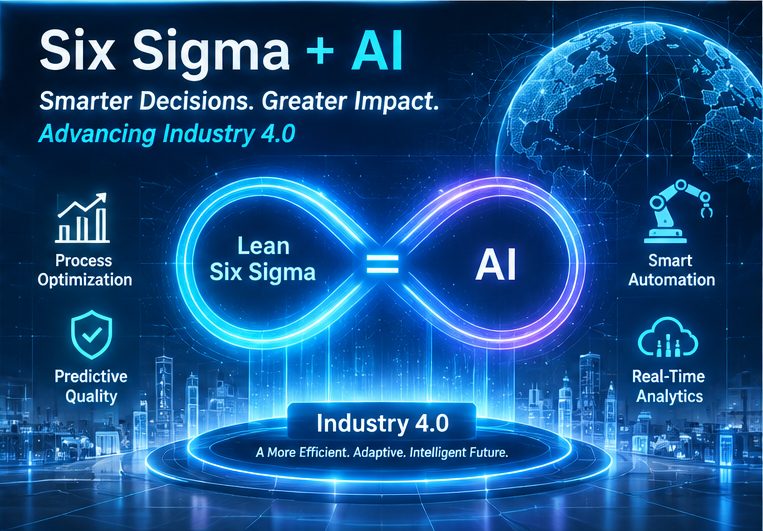 Six Sigma + AI
Smarter Decisions. Greater Impact.
Advancing Industry 4.0
Process
Optimization
Predictive
Quality
Lean
Six Sigma
=
AI
Smart
Automation
Real-Time
Analytics
Industry 4.0
A More Efficient. Adaptive. Intelligent Future.